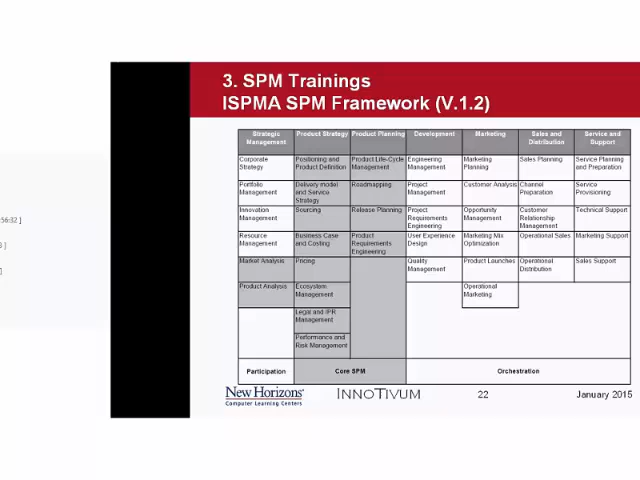 :56:32 ]
3 ]
]
3. SPM Trainings
ISPMA SPM Framework (V.1.2)
Strategic Management
Product Strategy
Product Planning
Development
Marketing
Sales and Distribution
Service and Support
Corporate Strategy
Positioning and Product Definition
Product Life-Cycle Management
Engineering Management
Marketing Planning
Sales Planning
Service Planning and Preparation
Portfolio Management
Delivery model and Service Strategy
Roadmapping
Project Management
Customer Analysis
Channel Preparation
Service Provisioning
Innovation Management
Sourcing
Release Planning
Project Requirements Engineering
Opportunity Management
Customer Relationship Management
Technical Support
Resource Management
Business Case and Costing
Product Requirements Engineering
User Experience Design
Marketing Mix Optimization
Operational Sales
Marketing Support
Market Analysis
Pricing
Quality Management
Product Launches
Operational Distribution
Sales Support
Product Analysis
Ecosystem Management
Operational Marketing
Legal and IPR Management
Performance and Risk Management
Participation
Core SPM
Orchestration
New Horizons®
Computer Learning Centers
INNOTIVUM
22
January 2015